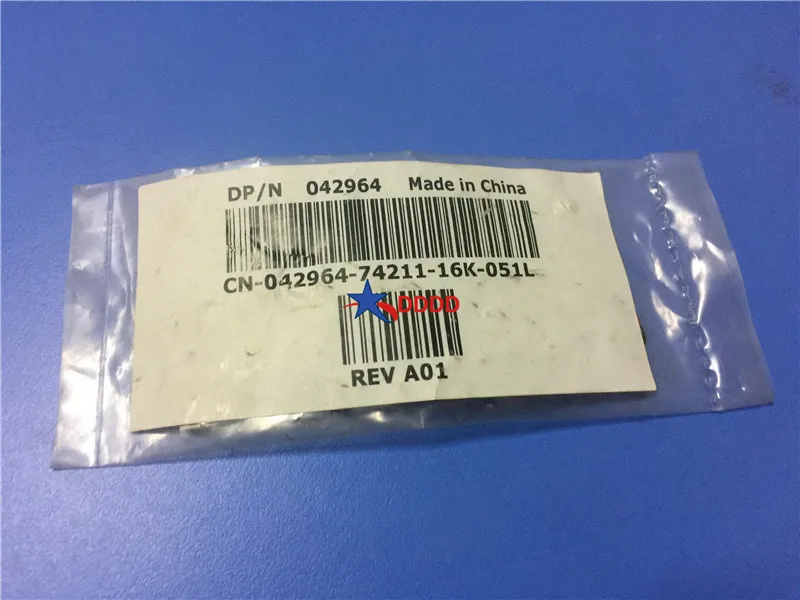 DP/N 042964 Made in China
CN-042964-74211-16K-051L
DDDD
REV A01